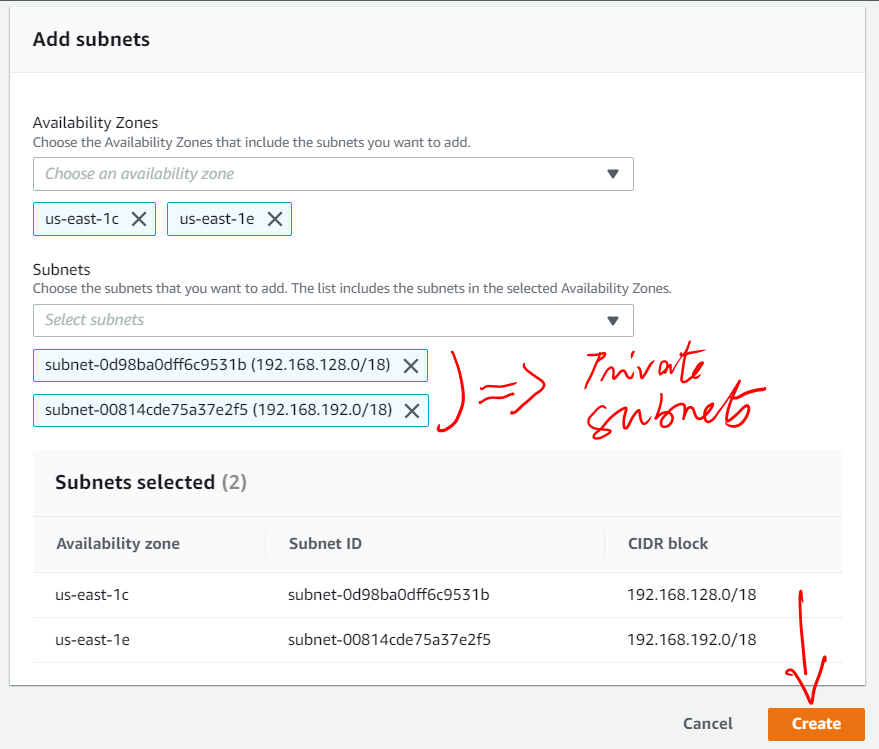 Add subnets
Availability Zones
Choose the Availability Zones that include the subnets you want to add.
Choose an availability zone
us-east-1c
us-east-1e
Subnets
Choose the subnets that you want to add. The list includes the subnets in the selected Availability Zones.
Select subnets
subnet-0d98ba0dff6c9531b (192.168.128.0/18)
subnet-00814cde75a37e2f5 (192.168.192.0/18)
=> Private
subnets
Subnets selected (2)
Availability zone Subnet ID CIDR block
us-east-1c subnet-0d98ba0dff6c9531b 192.168.128.0/18
us-east-1e subnet-00814cde75a37e2f5 192.168.192.0/18
Cancel Create